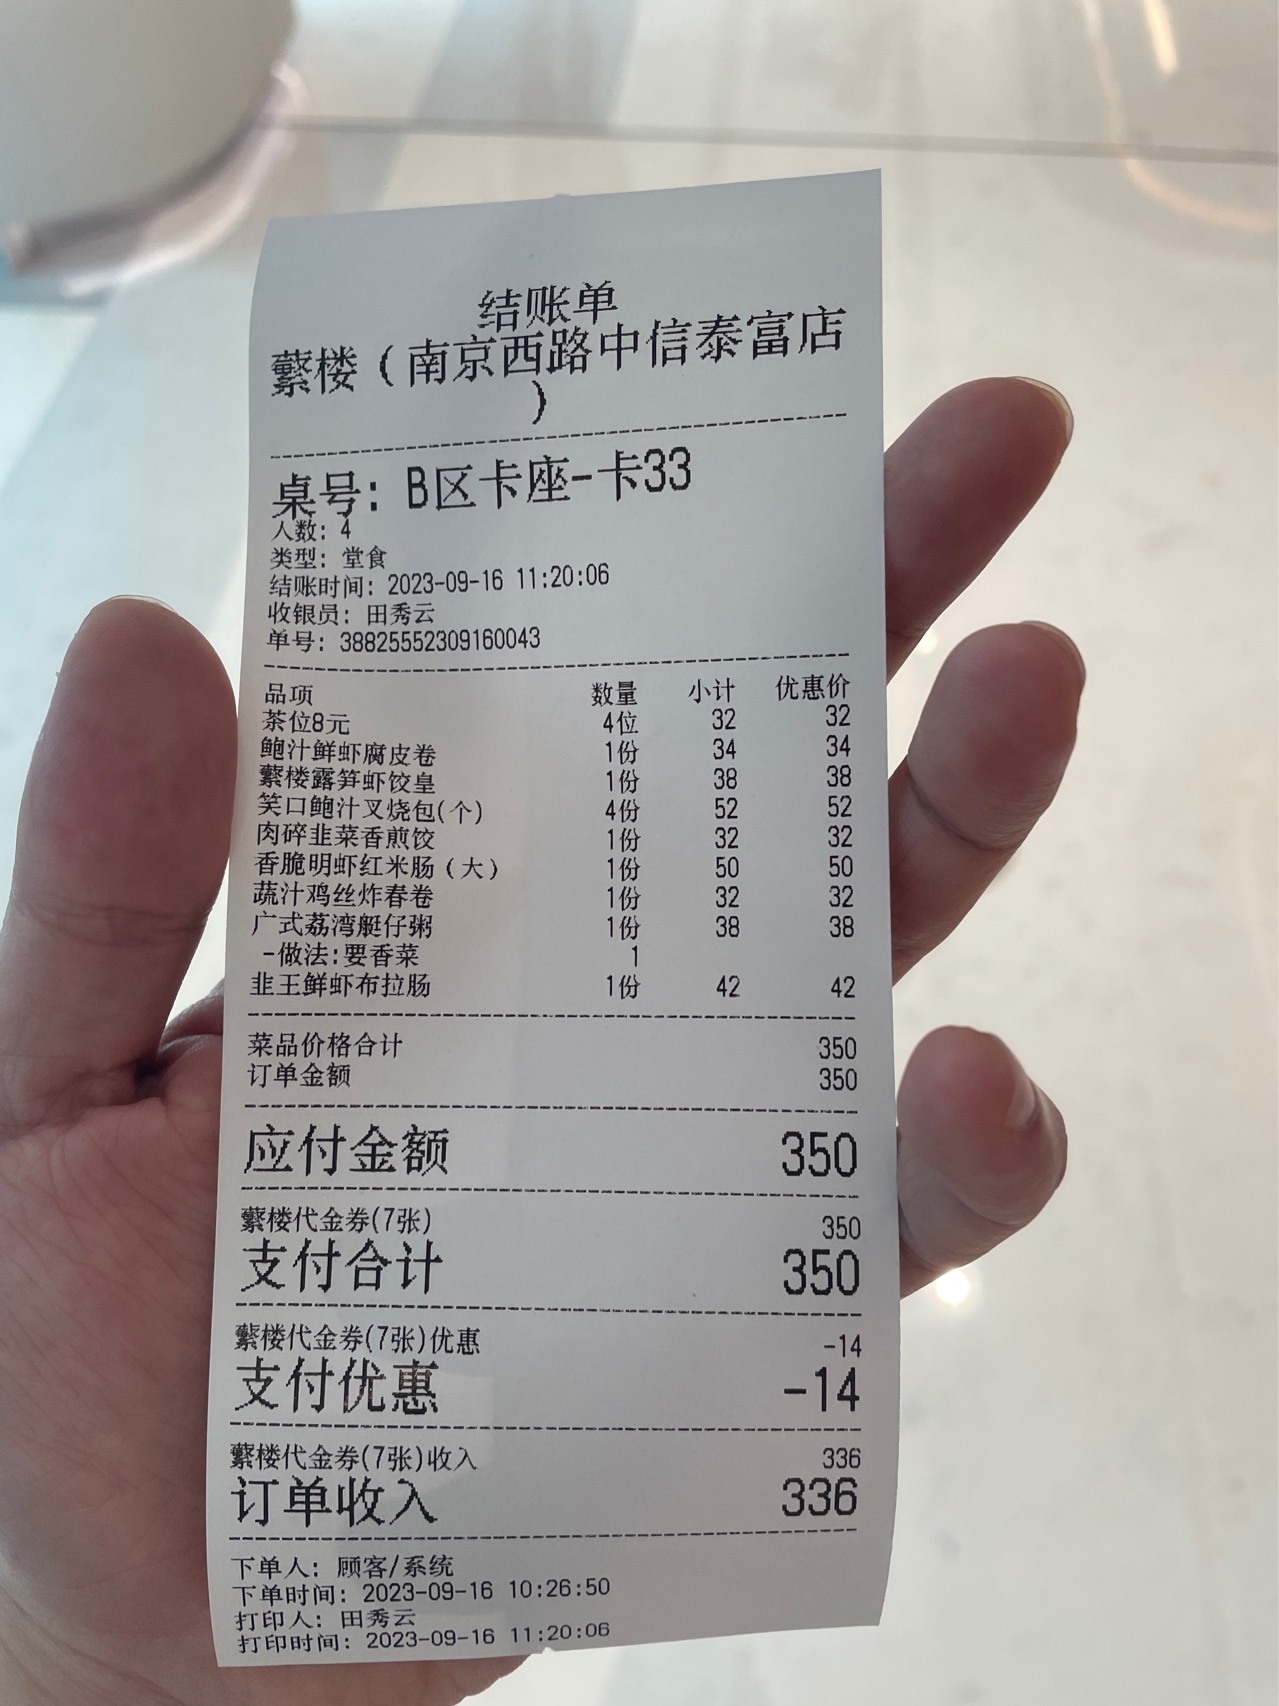 结账单
蘩楼（南京西路中信泰富店
）
桌号: B区卡座-卡33
人数: 4
类型: 堂食
结账时间: 2023-09-16 11:20:06
收银员: 田秀云
单号: 38825552309160043
品项 数量 小计 优惠价
茶位8元 4位 32 32
鲍汁鲜虾腐皮卷 1份 34 34
蘩楼露笋虾饺皇 1份 38 38
笑口鲍汁叉烧包(个) 4份 52 52
肉碎韭菜香煎饺 1份 32 32
香脆明虾红米肠（大） 1份 50 50
蔬汁鸡丝炸春卷 1份 32 32
广式荔湾艇仔粥 1份 38 38
-做法:要香菜 1
韭王鲜虾布拉肠 1份 42 42
菜品价格合计 350
订单金额 350
应付金额 350
蘩楼代金券(7张) 350
支付合计 350
蘩楼代金券(7张)优惠 -14
支付优惠 -14
蘩楼代金券(7张)收入 336
订单收入 336
下单人: 顾客/系统
下单时间: 2023-09-16 10:26:50
打印人: 田秀云
打印时间: 2023-09-16 11:20:06